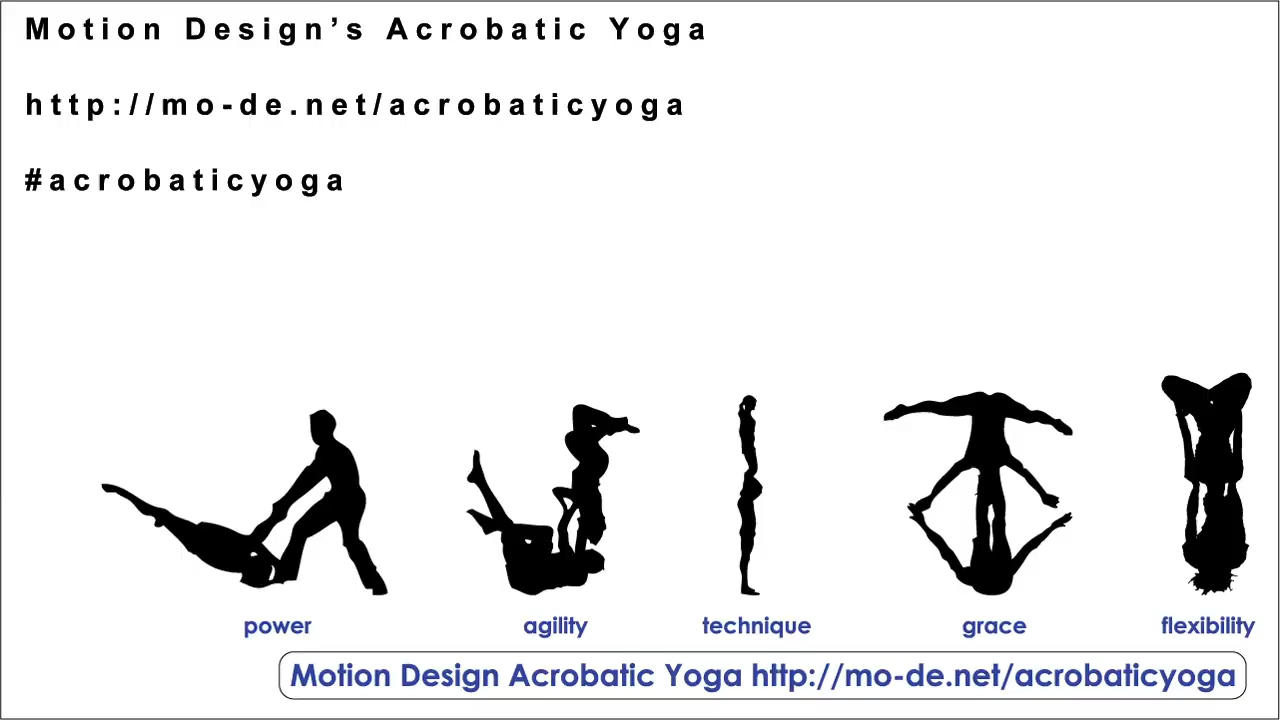 Motion Design’s Acrobatic Yoga
http://mo-de.net/acrobaticyoga
#acrobaticyoga
power agility technique grace flexibility
Motion Design Acrobatic Yoga http://mo-de.net/acrobaticyoga